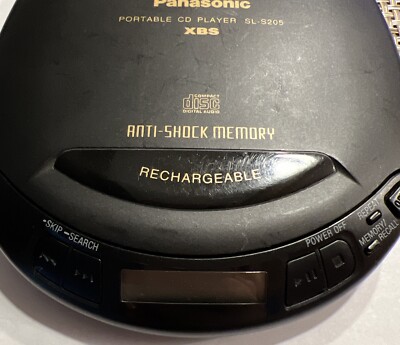 Panasonic
PORTABLE CD PLAYER SL-S205
XBS
COMPACT
disc
DIGITAL AUDIO
ANTI-SHOCK MEMORY
RECHARGEABLE
SKIP–SEARCH
POWER OFF
REPEAT
MEMORY/
RECALL